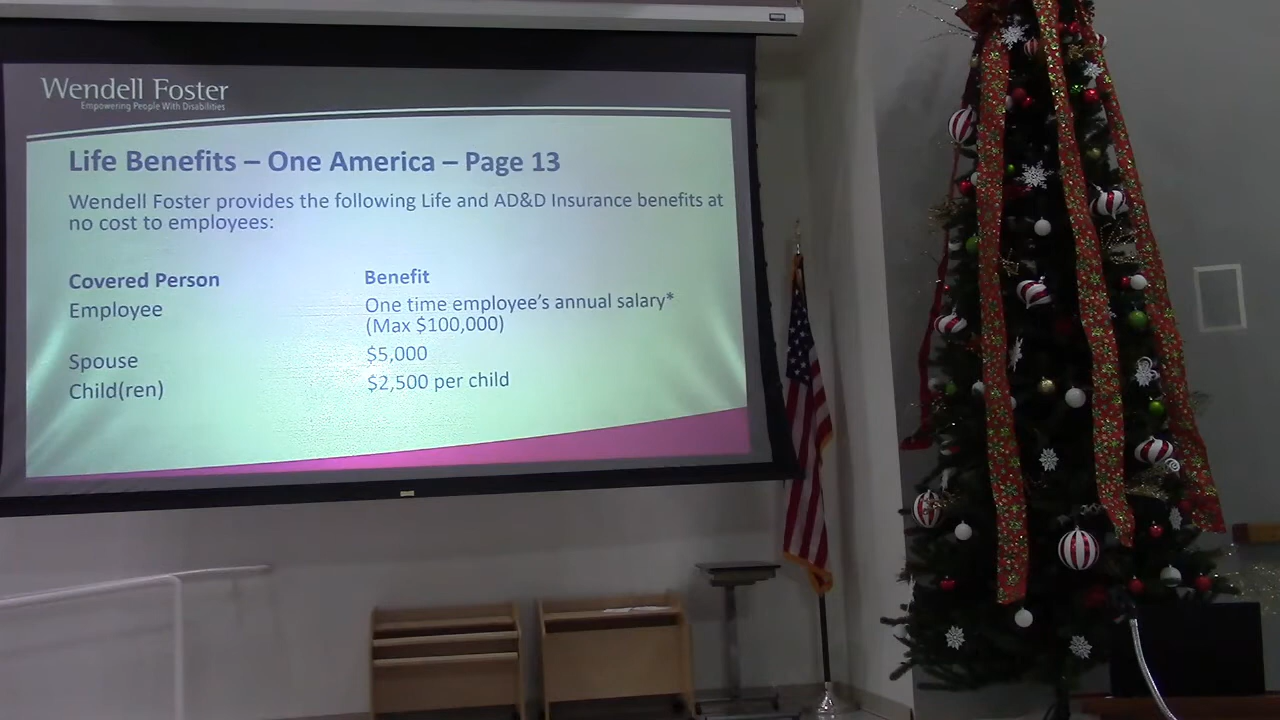 Wendell Foster
Empowering People With Disabilities
Life Benefits – One America – Page 13
Wendell Foster provides the following Life and AD&D Insurance benefits at
no cost to employees:
Covered Person Benefit
Employee One time employee's annual salary*
(Max $100,000)
Spouse $5,000
Child(ren) $2,500 per child